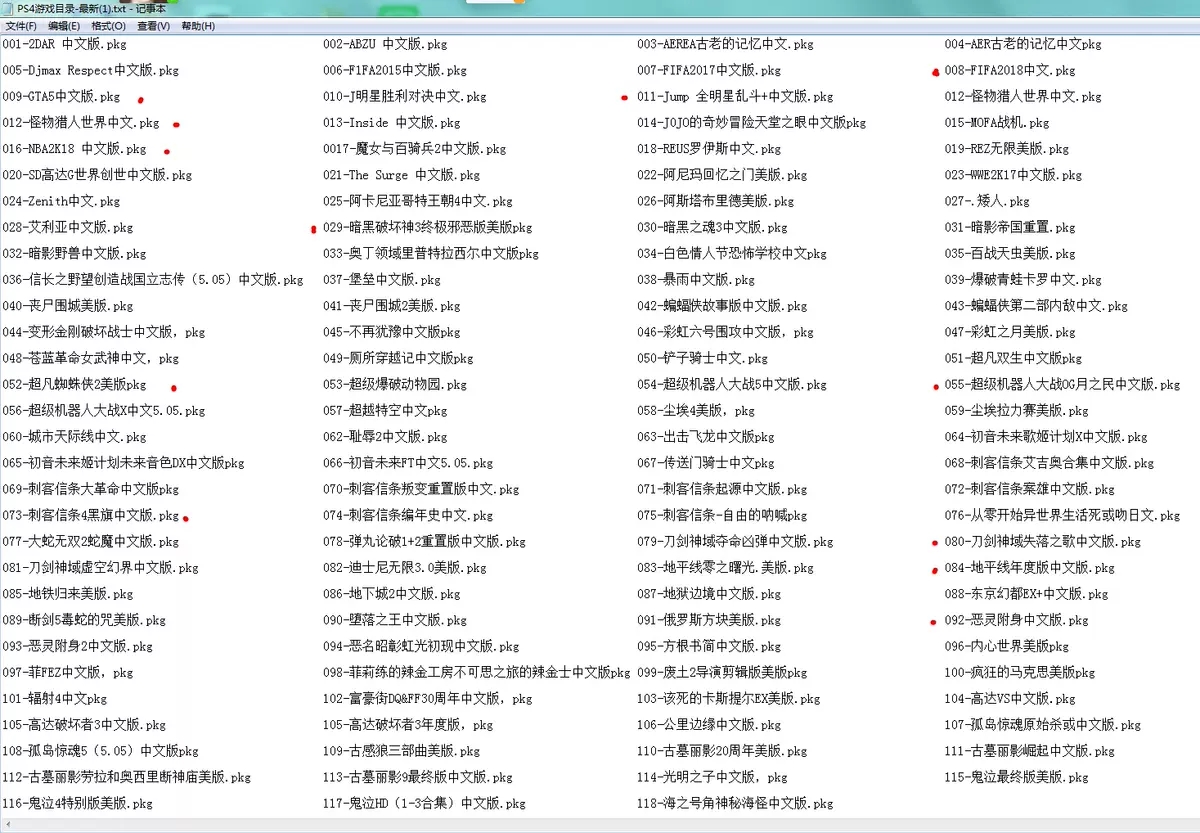 PS4游戏目录-最新(1).txt - 记事本
文件(F) 编辑(E) 格式(O) 查看(V) 帮助(H)
001-2DAR 中文版.pkg 002-ABZU 中文版.pkg 003-AEREA古老的记忆中文.pkg 004-AER古老的记忆中文pkg
005-Djmax Respect中文版.pkg 006-F1FA2015中文版.pkg 007-FIFA2017中文版.pkg 008-FIFA2018中文.pkg
009-GTA5中文版.pkg 010-J明星胜利对决中文.pkg 011-Jump 全明星乱斗+中文版.pkg 012-怪物猎人世界中文.pkg
012-怪物猎人世界中文.pkg 013-Inside 中文版.pkg 014-JOJO的奇妙冒险天堂之眼中文版pkg 015-MOFA战机.pkg
016-NBA2K18 中文版.pkg 0017-魔女与百骑兵2中文版.pkg 018-REUS罗伊斯中文.pkg 019-REZ无限美版.pkg
020-SD高达G世界创世中文版.pkg 021-The Surge 中文版.pkg 022-阿尼玛回忆之门美版.pkg 023-WWE2K17中文版.pkg
024-Zenith中文.pkg 025-阿卡尼亚哥特王朝4中文.pkg 026-阿斯塔布里德美版.pkg 027-.矮人.pkg
028-艾利亚中文版.pkg 029-暗黑破坏神3终极邪恶版美版pkg 030-暗黑之魂3中文版.pkg 031-暗影帝国重置.pkg
032-暗影野兽中文版.pkg 033-奥丁领域里普特拉西尔中文版pkg 034-白色情人节恐怖学校中文pkg 035-百战天虫美版.pkg
036-信长之野望创造战国立志传（5.05）中文版.pkg 037-堡垒中文版.pkg 038-暴雨中文版.pkg 039-爆破青蛙卡罗中文.pkg
040-丧尸围城美版.pkg 041-丧尸围城2美版.pkg 042-蝙蝠侠故事版中文版.pkg 043-蝙蝠侠第二部内敌中文.pkg
044-变形金刚破坏战士中文版，pkg 045-不再犹豫中文版pkg 046-彩虹六号围攻中文版，pkg 047-彩虹之月美版.pkg
048-苍蓝革命女武神中文，pkg 049-厕所穿越记中文版pkg 050-铲子骑士中文.pkg 051-超凡双生中文版pkg
052-超凡蜘蛛侠2美版pkg 053-超级爆破动物园.pkg 054-超级机器人大战5中文版.pkg 055-超级机器人大战OG月之民中文版.pkg
056-超级机器人大战X中文5.05.pkg 057-超越特空中文pkg 058-尘埃4美版，pkg 059-尘埃拉力赛美版.pkg
060-城市天际线中文.pkg 062-耻辱2中文版.pkg 063-出击飞龙中文版pkg 064-初音未来歌姬计划X中文版.pkg
065-初音未来姬计划未来音色DX中文版pkg 066-初音未来FT中文5.05.pkg 067-传送门骑士中文pkg 068-刺客信条艾吉奥合集中文版.pkg
069-刺客信条大革命中文版pkg 070-刺客信条叛变重置版中文.pkg 071-刺客信条起源中文版.pkg 072-刺客信条枭雄中文版.pkg
073-刺客信条4黑旗中文版.pkg 074-刺客信条编年史中文.pkg 075-刺客信条-自由的呐喊pkg 076-从零开始异世界生活死或吻日文.pkg
077-大蛇无双2蛇魔中文版.pkg 078-弹丸论破1+2重置版中文版.pkg 079-刀剑神域夺命凶弹中文版.pkg 080-刀剑神域失落之歌中文版.pkg
081-刀剑神域虚空幻界中文版.pkg 082-迪士尼无限3.0美版.pkg 083-地平线零之曙光.美版.pkg 084-地平线年度版中文版.pkg
085-地铁归来美版.pkg 086-地下城2中文版.pkg 087-地狱边境中文版.pkg 088-东京幻都EX+中文版.pkg
089-断剑5毒蛇的咒美版.pkg 090-堕落之王中文版.pkg 091-俄罗斯方块美版.pkg 092-恶灵附身中文版.pkg
093-恶灵附身2中文版.pkg 094-恶名昭彰虹光初现中文版.pkg 095-方根书简中文版.pkg 096-内心世界美版pkg
097-菲FEZ中文版，pkg 098-菲莉练的辣金工房不可思之旅的辣金士中文版pkg 099-废土2导演剪辑版美版pkg 100-疯狂的马克思美版pkg
101-辐射4中文pkg 102-富豪街DQ&FF30周年中文版，pkg 103-该死的卡斯提尔EX美版.pkg 104-高达VS中文版.pkg
105-高达破坏者3中文版.pkg 105-高达破坏者3年度版，pkg 106-公里边缘中文版.pkg 107-孤岛惊魂原始杀或中文版.pkg
108-孤岛惊魂5（5.05）中文版pkg 109-古惑狼三部曲美版.pkg 110-古墓丽影20周年美版.pkg 111-古墓丽影崛起中文版.pkg
112-古墓丽影劳拉和奥西里断神庙美版.pkg 113-古墓丽影9最终版中文版.pkg 114-光明之子中文版，pkg 115-鬼泣最终版美版.pkg
116-鬼泣4特别版美版.pkg 117-鬼泣HD（1-3合集）中文版.pkg 118-海之号角神秘海怪中文版.pkg